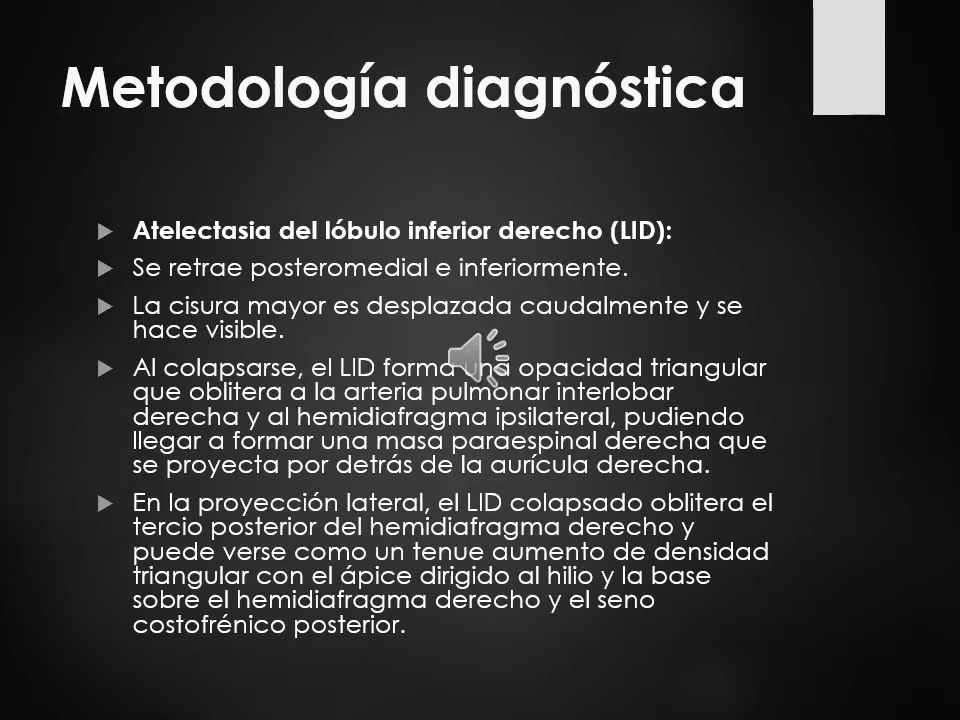 Metodología diagnóstica
Atelectasia del lóbulo inferior derecho (LID):
Se retrae posteromedial e inferiormente.
La cisura mayor es desplazada caudalmente y se
hace visible.
Al colapsarse, el LID forma una opacidad triangular
que oblitera a la arteria pulmonar interlobar
derecha y al hemidiafragma ipsilateral, pudiendo
llegar a formar una masa paraespinal derecha que
se proyecta por detrás de la aurícula derecha.
En la proyección lateral, el LID colapsado oblitera el
tercio posterior del hemidiafragma derecho y
puede verse como un tenue aumento de densidad
triangular con el ápice dirigido al hilio y la base
sobre el hemidiafragma derecho y el seno
costofrénico posterior.